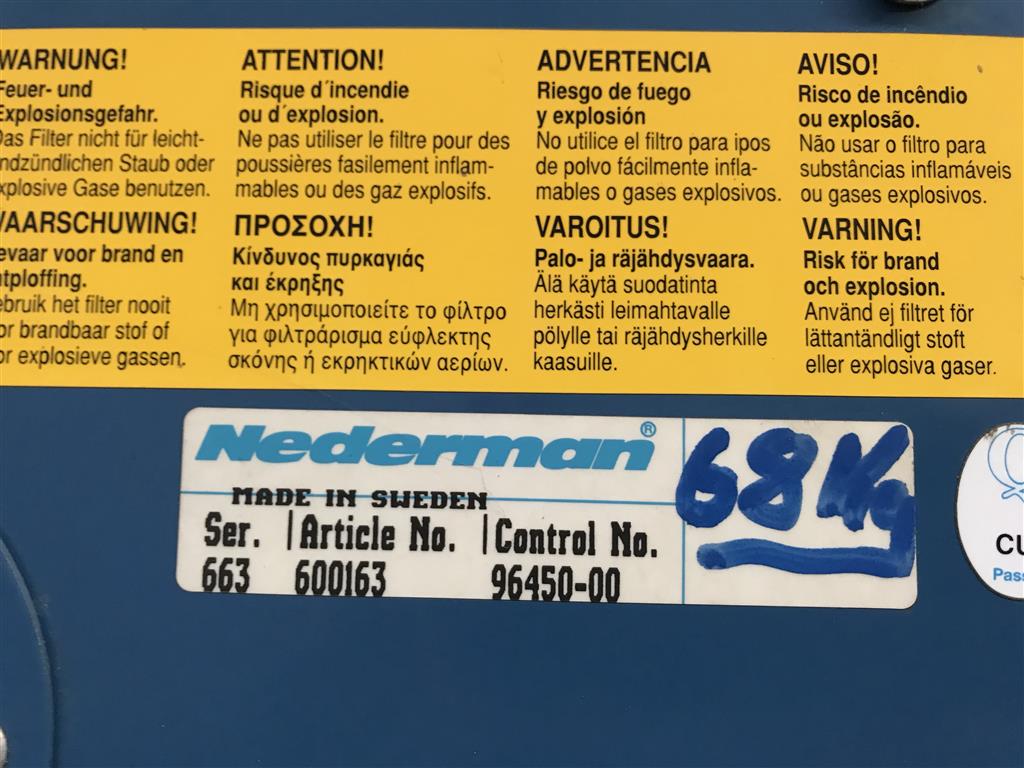 WARNUNG!
Feuer- und
Explosionsgefahr.
Das Filter nicht für leicht-
ndzündlichen Staub oder
xplosive Gase benutzen.
ATTENTION!
Risque d´incendie
ou d´explosion.
Ne pas utiliser le filtre pour des
poussières fasilement inflam-
mables ou des gaz explosifs.
ADVERTENCIA
Riesgo de fuego
y explosión
No utilice el filtro para ipos
de polvo fácilmente infla-
mables o gases explosivos.
AVISO!
Risco de incêndio
ou explosão.
Não usar o filtro para
substâncias inflamáveis
ou gases explosivos.
VAARSCHUWING!
evaar voor brand en
ntploffing.
ebruik het filter nooit
or brandbaar stof of
or explosieve gassen.
ΠΡΟΣΟΧΗ!
Κίνδυνος πυρκαγιάς
και έκρηξης
Μη χρησιμοποιείτε το φίλτρο
για φιλτράρισμα εύφλεκτης
σκόνης ή εκρηκτικών αερίων.
VAROITUS!
Palo- ja räjähdysvaara.
Älä käytä suodatinta
herkästi leimahtavalle
pölylle tai räjähdysherkille
kaasuille.
VARNING!
Risk för brand
och explosion.
Använd ej filtret för
lättantändligt stoft
eller explosiva gaser.
Nederman®
MADE IN SWEDEN
Ser. Article No. Control No.
663 600163 96450-00
68 Kg
CU
Pass